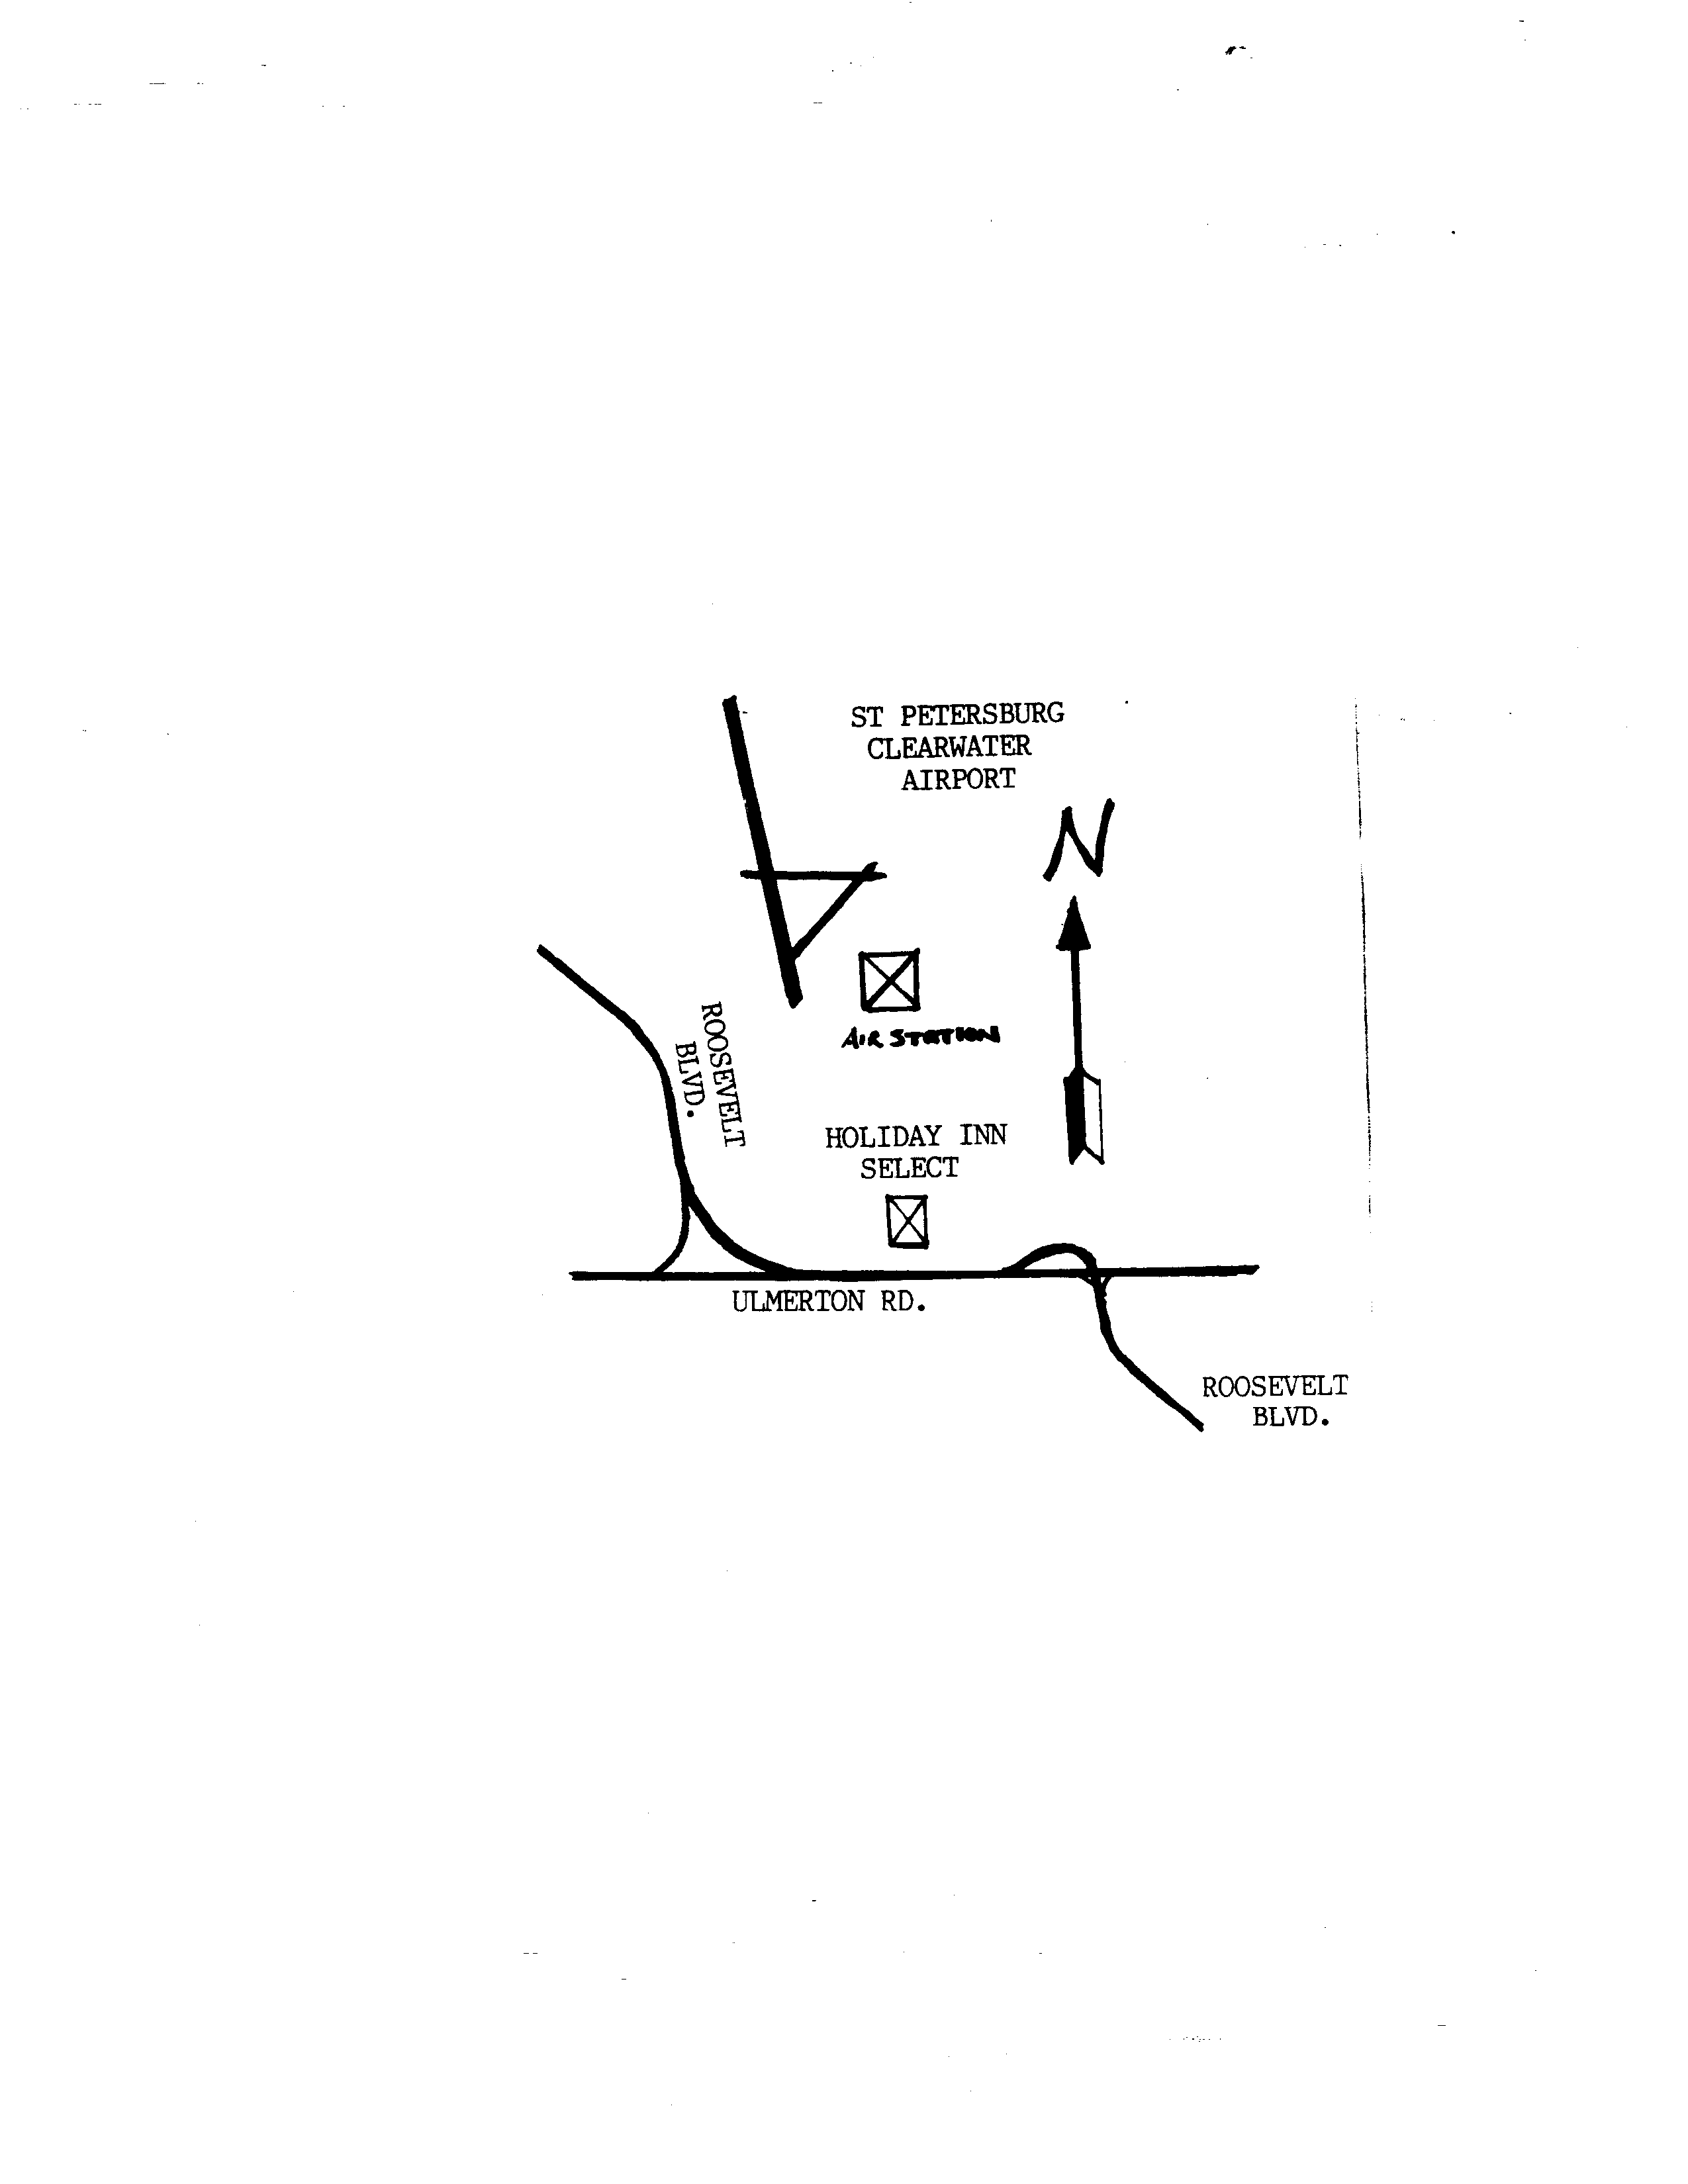 ST PETERSBURG
CLEARWATER
AIRPORT
N
AIR STATION
ROOSEVELT
BLVD.
HOLIDAY INN
SELECT
ULMERTON RD.
ROOSEVELT
BLVD.